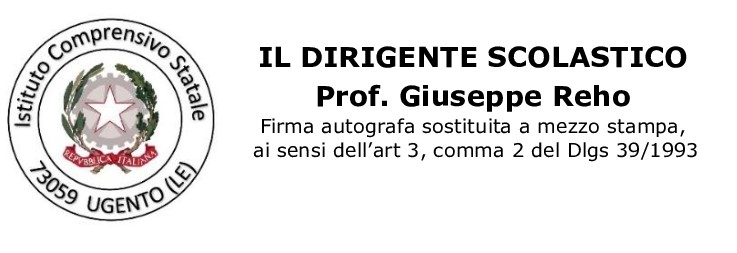 Istituto Comprensivo Statale
REPVBBLICA ITALIANA
73059 UGENTO (LE)
IL DIRIGENTE SCOLASTICO
Prof. Giuseppe Reho
Firma autografa sostituita a mezzo stampa,
ai sensi dell'art 3, comma 2 del Dlgs 39/1993